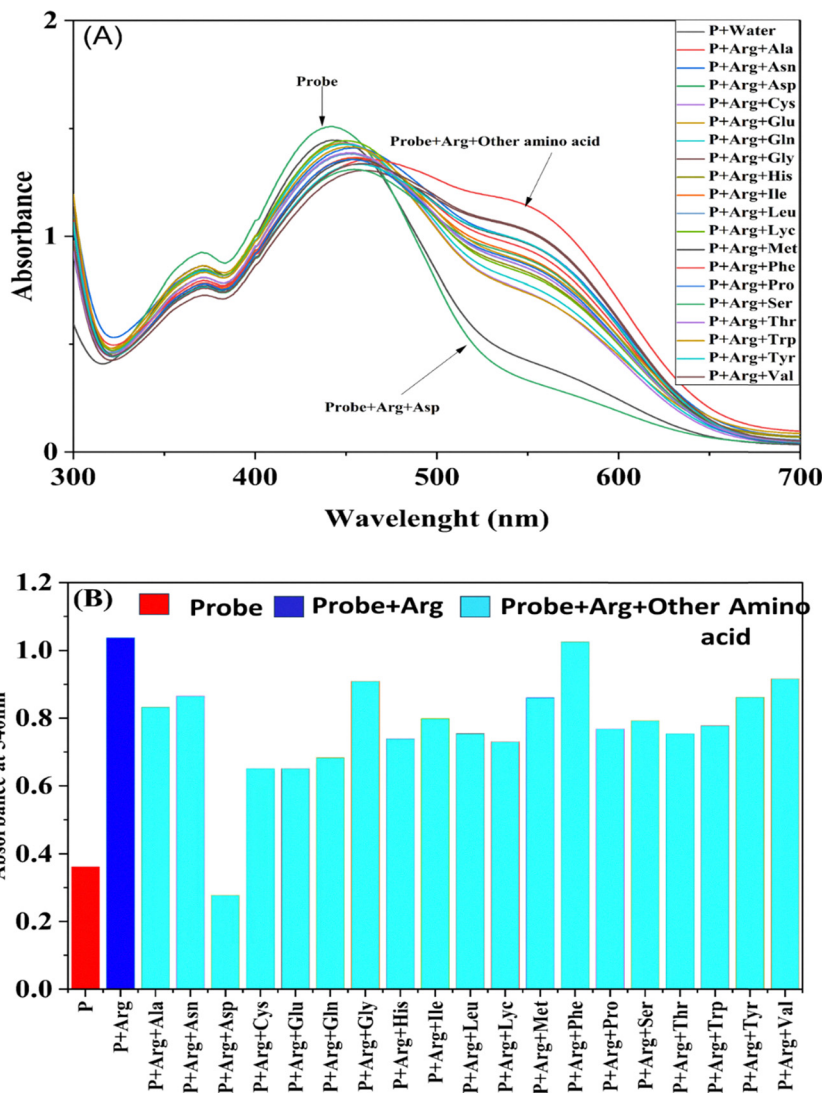 (A)
2
1
0
Absorbance
300
400
500
600
700
Wavelenght (nm)
Probe
Probe+Arg+Other amino acid
Probe+Arg+Asp
P+Water
P+Arg+Ala
P+Arg+Asn
P+Arg+Asp
P+Arg+Cys
P+Arg+Glu
P+Arg+Gln
P+Arg+Gly
P+Arg+His
P+Arg+Ile
P+Arg+Leu
P+Arg+Lyc
P+Arg+Met
P+Arg+Phe
P+Arg+Pro
P+Arg+Ser
P+Arg+Thr
P+Arg+Trp
P+Arg+Tyr
P+Arg+Val
(B)
Probe
Probe+Arg
Probe+Arg+Other Amino
acid
1.2
1.0
0.8
0.6
0.4
0.2
0.0
Absorbance at 540nm
P
P+Arg
P+Arg+Ala
P+Arg+Asn
P+Arg+Asp
P+Arg+Cys
P+Arg+Glu
P+Arg+Ghn
P+Arg+Gly
P+Arg+His
P+Arg+Ile
P+Arg+Leu
P+Arg+Lyc
P+Arg+Met
P+Arg+Phe
P+Arg+Pro
P+Arg+Ser
P+Arg+Thr
P+Arg+Trp
P+Arg+Tyr
P+Arg+Val